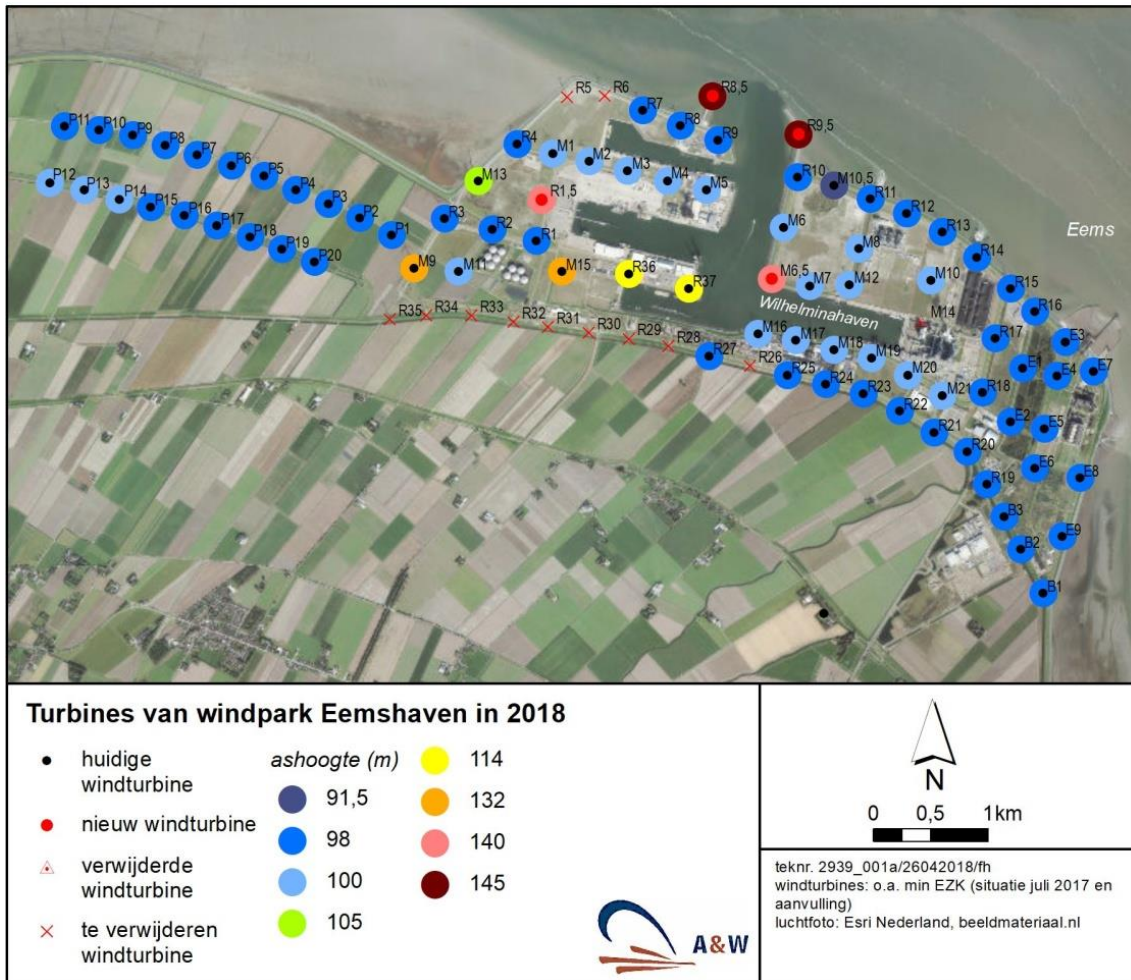 R5
R6
R7
R8,5
R8
R9
R9,5
P11
P10
P9
P8
P7
P6
P5
P4
P3
P2
P1
R4
M1
M2
M3
M4
M5
M13
R1,5
R10
M10,5
R11
R12
R13
P12
P13
P14
P15
P16
P17
P18
P19
P20
R3
R2
R1
M6
M8
R14
Eems
M9
M11
M15
R36
R37
M6,5
M7
M12
M10
R15
R16
Wilhelminahaven
M14
R35
R34
R33
R32
R31
R30
R29
R28
R27
R26
M16
M17
M18
M19
M20
M21
R17
E3
E1
E4
E7
R25
R24
R23
R22
R21
R20
R19
R18
E2
E5
E6
E8
B3
B2
E9
B1
Turbines van windpark Eemshaven in 2018
huidige
windturbine
nieuw windturbine
verwijderde
windturbine
te verwijderen
windturbine
ashoogte (m)
91,5
98
100
105
114
132
140
145
A&W
N
0 0,5 1km
teknr. 2939_001a/26042018/fh
windturbines: o.a. min EZK (situatie juli 2017 en
aanvulling)
luchtfoto: Esri Nederland, beeldmateriaal.nl